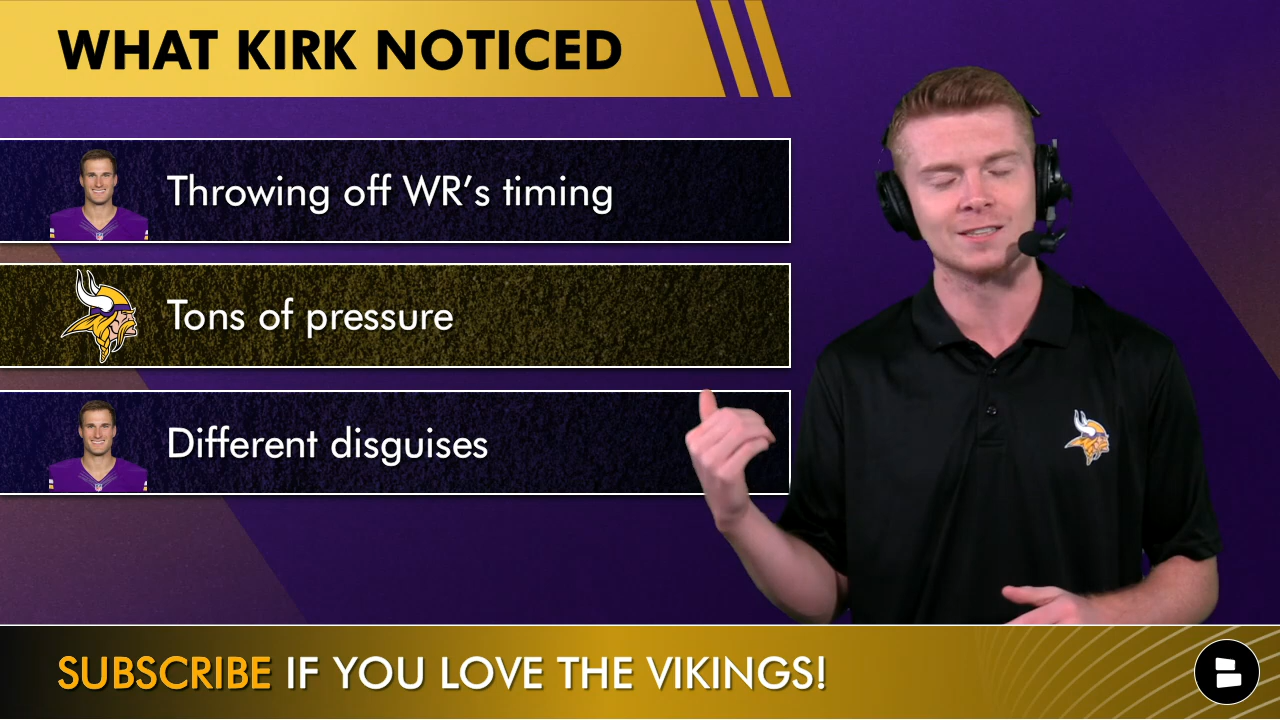 WHAT KIRK NOTICED
Throwing off WR's timing
Tons of pressure
Different disguises
SUBSCRIBE IF YOU LOVE THE VIKINGS!